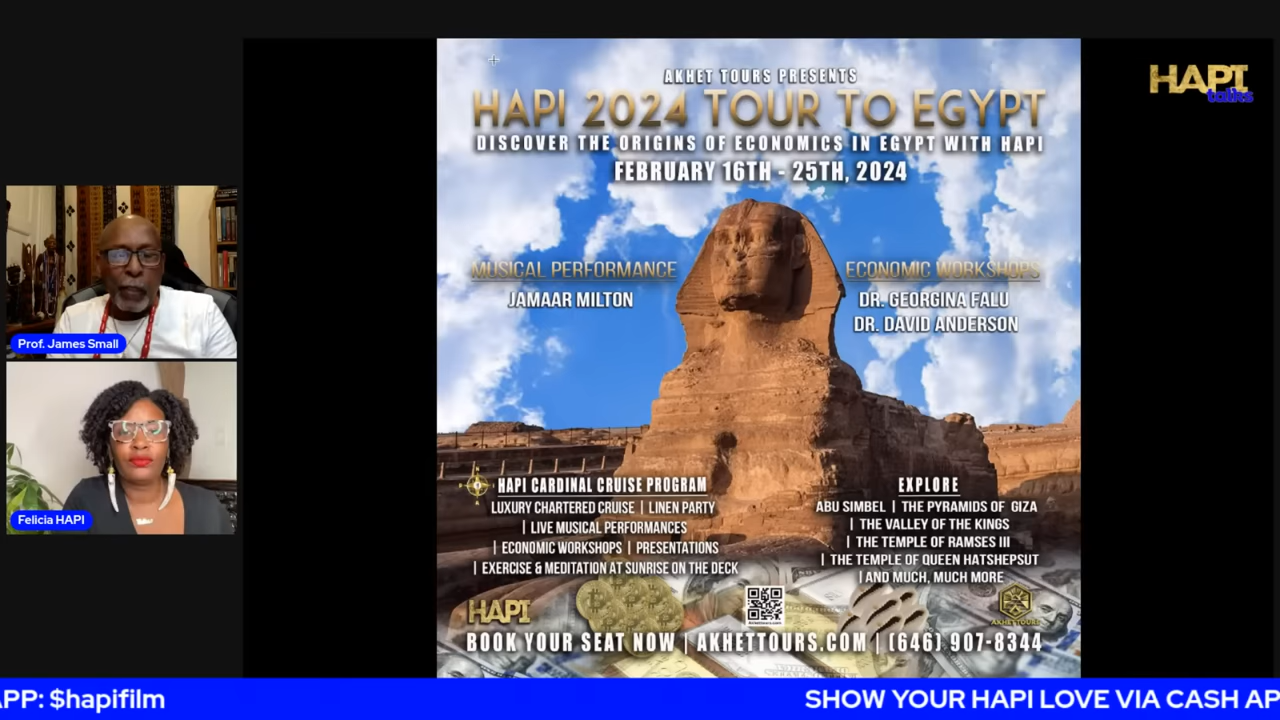 HAPI
talks
AKHET TOURS PRESENTS
HAPI 2024 TOUR TO EGYPT
DISCOVER THE ORIGINS OF ECONOMICS IN EGYPT WITH HAPI
FEBRUARY 16TH - 25TH, 2024
MUSICAL PERFORMANCE
JAMAAR MILTON
ECONOMIC WORKSHOPS
DR. GEORGINA FALU
DR. DAVID ANDERSON
Prof. James Small
Felicia HAPI
HAPI CARDINAL CRUISE PROGRAM
LUXURY CHARTERED CRUISE | LINEN PARTY
| LIVE MUSICAL PERFORMANCES
| ECONOMIC WORKSHOPS | PRESENTATIONS
| EXERCISE & MEDITATION AT SUNRISE ON THE DECK
EXPLORE
ABU SIMBEL | THE PYRAMIDS OF GIZA
| THE VALLEY OF THE KINGS
| THE TEMPLE OF RAMSES III
| THE TEMPLE OF QUEEN HATSHEPSUT
| AND MUCH, MUCH MORE
HAPI
AKHETTOURS
BOOK YOUR SEAT NOW | AKHETTOURS.COM | (646) 907-8344
APP: $hapifilm
SHOW YOUR HAPI LOVE VIA CASH AP